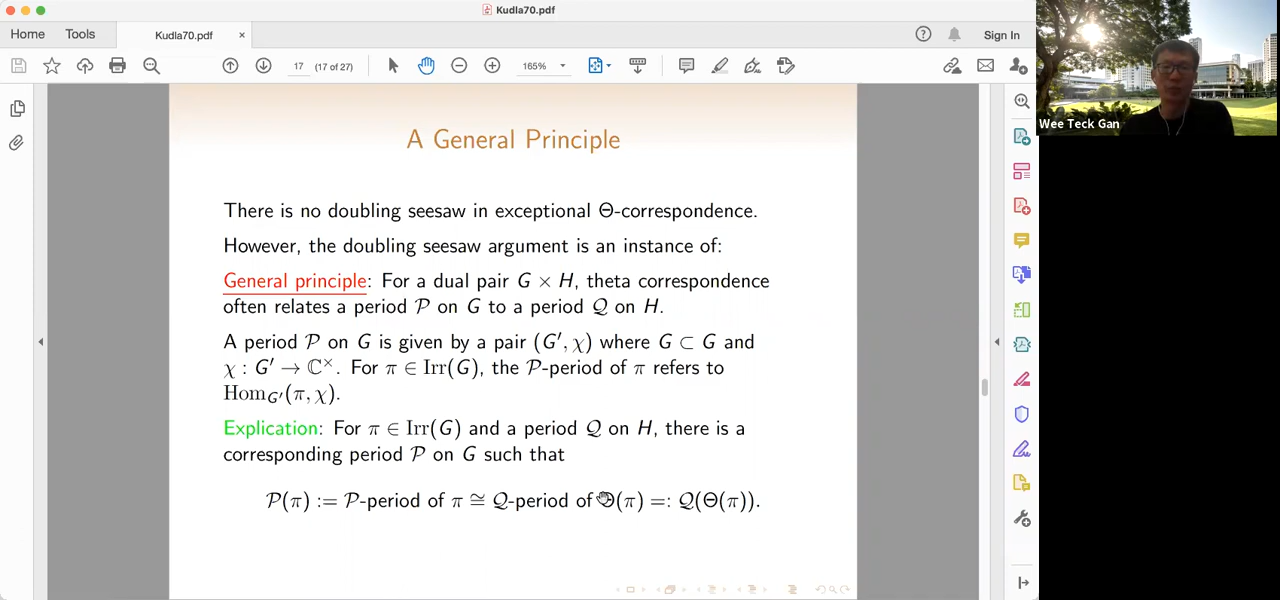 Kudla70.pdf
Home Tools Kudla70.pdf × Sign In
17 (17 of 27) 165%
Wee Teck Gan
A General Principle
There is no doubling seesaw in exceptional Θ-correspondence.
However, the doubling seesaw argument is an instance of:
General principle: For a dual pair G × H, theta correspondence
often relates a period 𝒫 on G to a period 𝒬 on H.
A period 𝒫 on G is given by a pair (G′, χ) where G ⊂ G and
χ : G′ → ℂ×. For π ∈ Irr(G), the 𝒫-period of π refers to
Hom_G′(π, χ).
Explication: For π ∈ Irr(G) and a period 𝒬 on H, there is a
corresponding period 𝒫 on G such that
𝒫(π) := 𝒫-period of π ≅ 𝒬-period of Θ(π) =: 𝒬(Θ(π)).